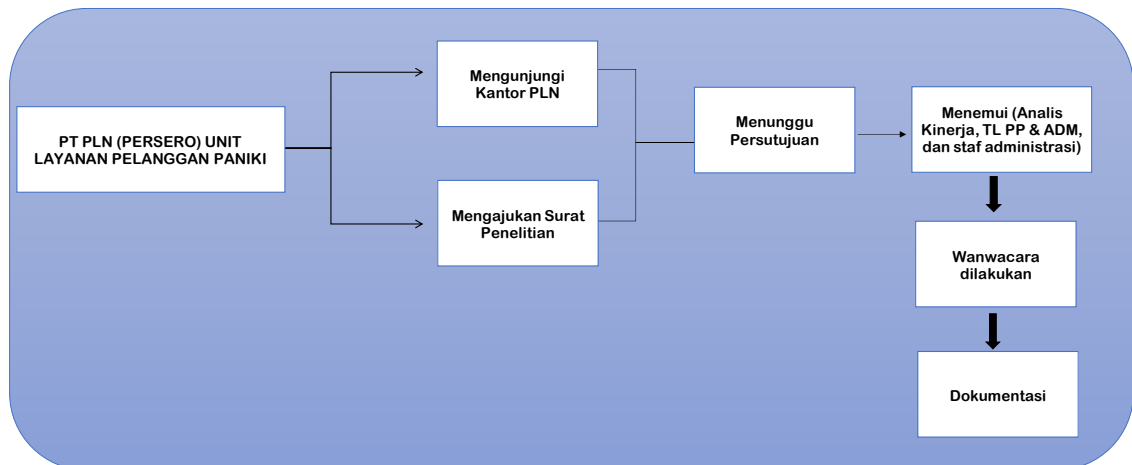 PT PLN (PERSERO) UNIT
LAYANAN PELANGGAN PANIKI
Mengunjungi
Kantor PLN
Mengajukan Surat
Penelitian
Menunggu
Persutujuan
Menemui (Analis
Kinerja, TL PP & ADM,
dan staf administrasi)
Wanwacara
dilakukan
Dokumentasi